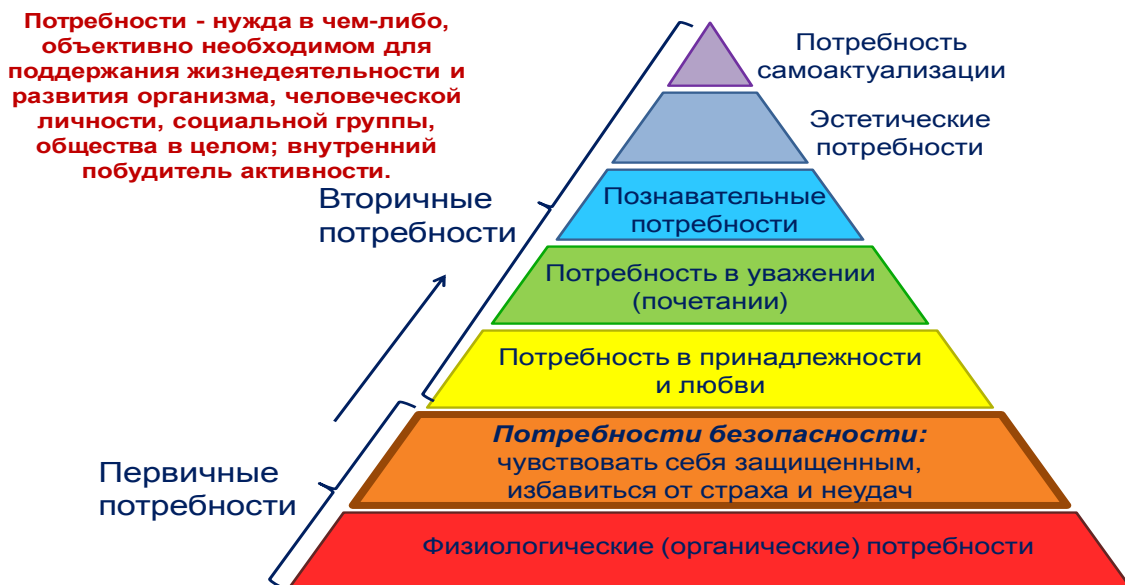 Потребности - нужда в чем-либо,
объективно необходимом для
поддержания жизнедеятельности и
развития организма, человеческой
личности, социальной группы,
общества в целом; внутренний
побудитель активности.
Потребность
самоактуализации
Эстетические
потребности
Вторичные
потребности
Познавательные
потребности
Потребность в уважении
(почетании)
Потребность в принадлежности
и любви
Первичные
потребности
Потребности безопасности:
чувствовать себя защищенным,
избавиться от страха и неудач
Физиологические (органические) потребности